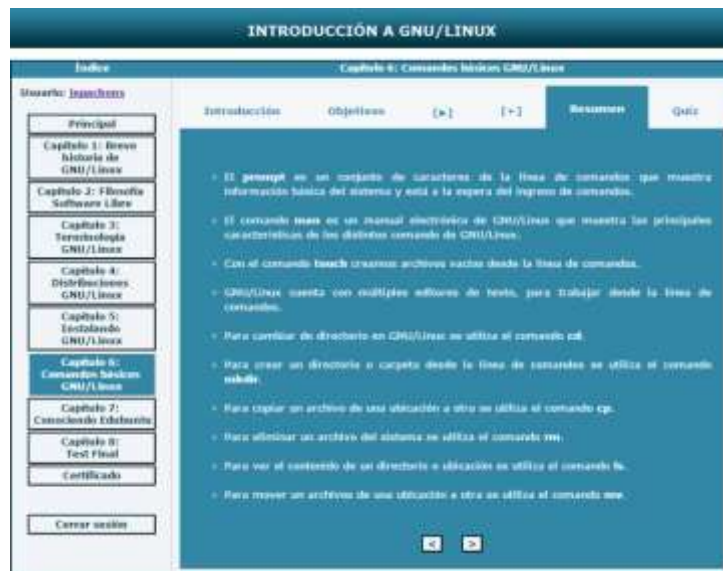 INTRODUCCIÓN A GNU/LINUX
Índice
Capítulo 6: Comandos básicos GNU/Linux
Usuario:
Principal
Capítulo 1: Breve
historia de
GNU/Linux
Capítulo 2: Filosofía
Software Libre
Capítulo 3:
Terminología
GNU/Linux
Capítulo 4:
Distribuciones
GNU/Linux
Capítulo 5:
Instalando
GNU/Linux
Capítulo 6:
Comandos básicos
GNU/Linux
Capítulo 7:
Conociendo Edubuntu
Capítulo 8:
Test Final
Certificado
Cerrar sesión
Introducción Objetivos [►] [+] Resumen Quiz
El prompt es un conjunto de caracteres de la línea de comandos que muestra
información básica del sistema y está a la espera del ingreso de comandos.
El comando man es un manual electrónico de GNU/Linux que muestra las principales
características de los distintos comando de GNU/Linux.
Con el comando touch creamos archivos vacíos desde la línea de comandos.
GNU/Linux cuenta con múltiples editores de texto, para trabajar desde la línea de
comandos.
Para cambiar de directorio en GNU/Linux se utiliza el comando cd.
Para crear un directorio o carpeta desde la línea de comandos se utiliza el comando
mkdir.
Para copiar un archivo de una ubicación a otra se utiliza el comando cp.
Para eliminar un archivo del sistema se utiliza el comando rm.
Para ver el contenido de un directorio o ubicación se utiliza el comando ls.
Para mover un archivos de una ubicación a otra se utiliza el comando mv.
< >